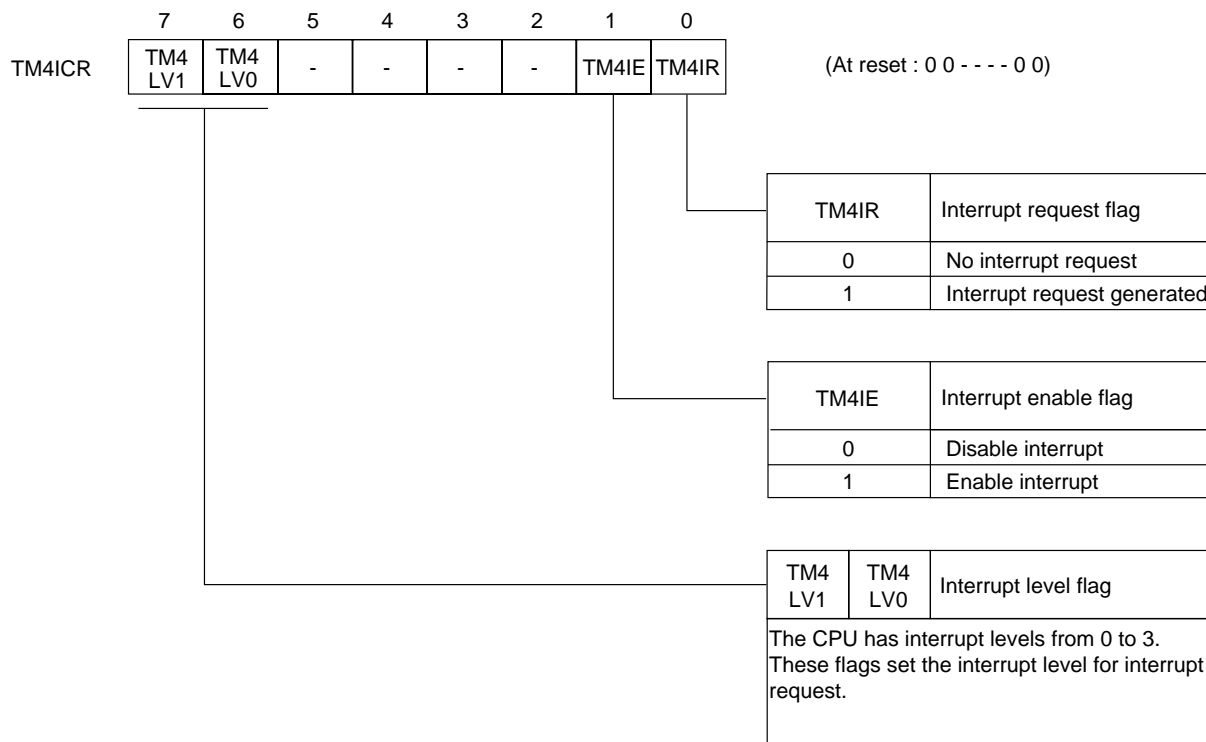 7 6 5 4 3 2 1 0
TM4ICR TM4 LV1 TM4 LV0 - - - - TM4IE TM4IR (At reset : 0 0 - - - - 0 0)
TM4IR Interrupt request flag
0 No interrupt request
1 Interrupt request generated
TM4IE Interrupt enable flag
0 Disable interrupt
1 Enable interrupt
TM4 LV1 TM4 LV0 Interrupt level flag
The CPU has interrupt levels from 0 to 3.
These flags set the interrupt level for interrupt
request.